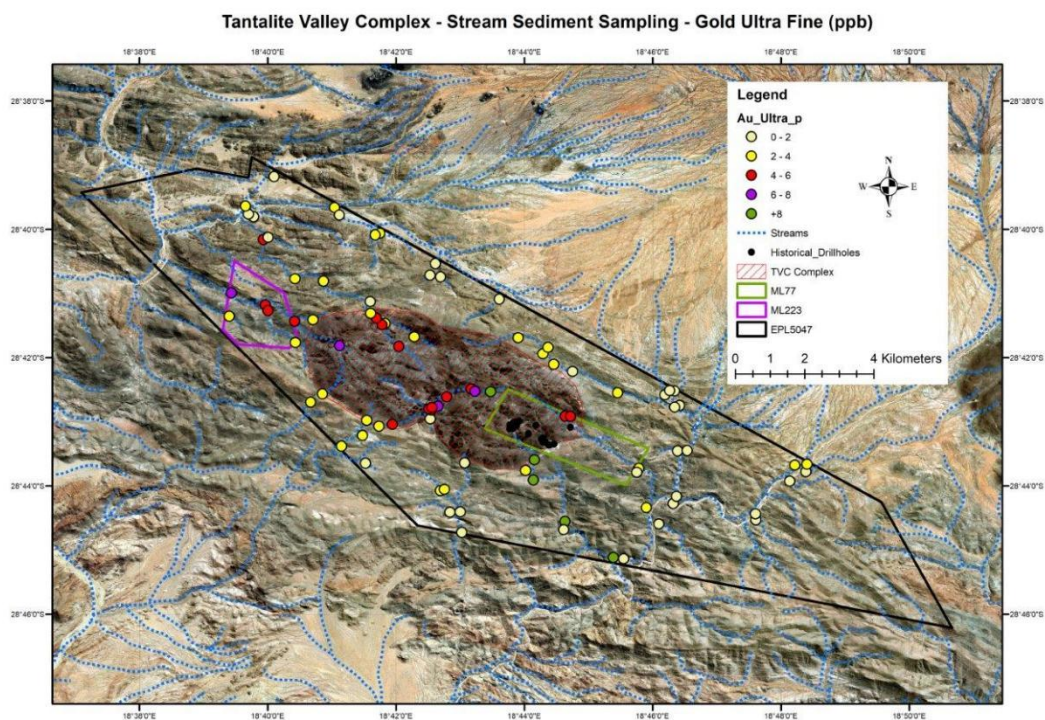 Tantalite Valley Complex - Stream Sediment Sampling - Gold Ultra Fine (ppb)
18°38'0"E 18°40'0"E 18°42'0"E 18°44'0"E 18°46'0"E 18°48'0"E 18°50'0"E
28°38'0"S
28°40'0"S
28°42'0"S
28°44'0"S
28°46'0"S
Legend
Au_Ultra_p
0 - 2
2 - 4
4 - 6
6 - 8
+8
Streams
Historical_Drillholes
TVC Complex
ML77
ML223
EPL5047
N
W E
S
0 1 2 4 Kilometers
28°38'0"S
28°40'0"S
28°42'0"S
28°44'0"S
28°46'0"S
18°38'0"E 18°40'0"E 18°42'0"E 18°44'0"E 18°46'0"E 18°48'0"E 18°50'0"E